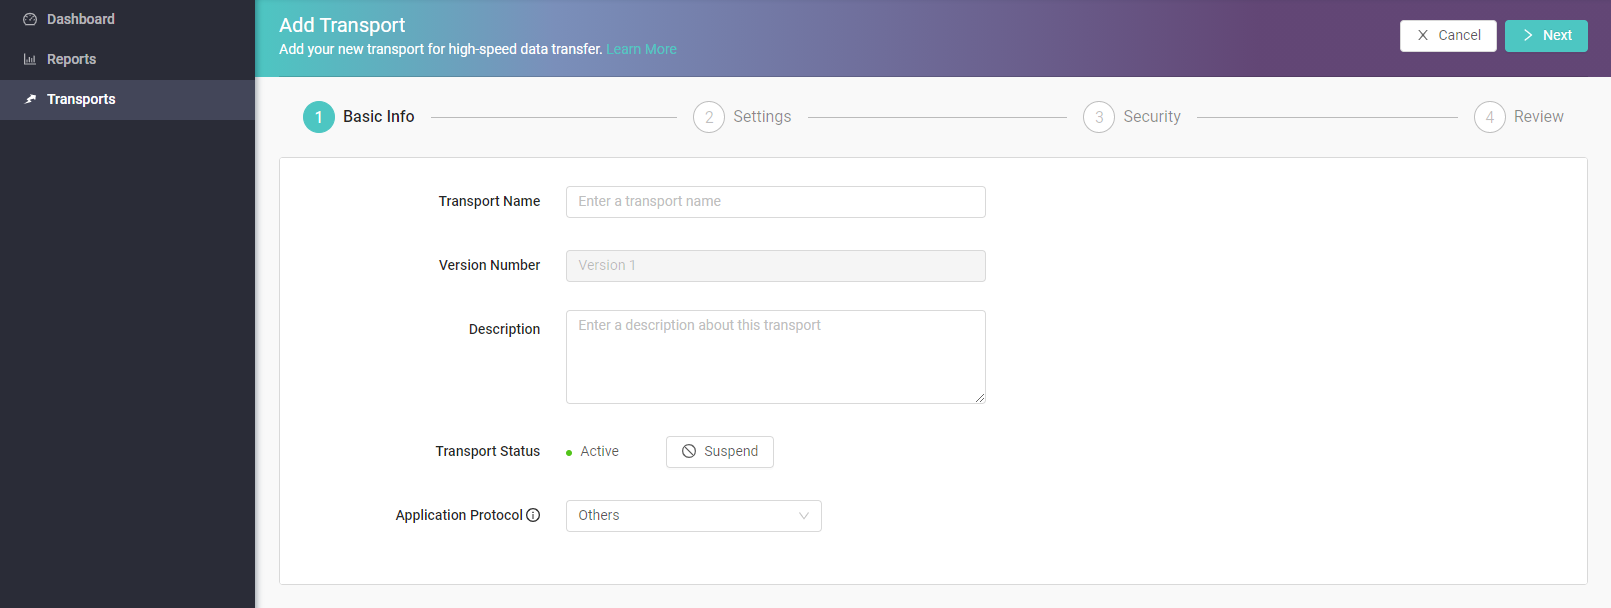 Dashboard
Reports
Transports
Add Transport
Add your new transport for high-speed data transfer. Learn More
Cancel
Next
1 Basic Info
2 Settings
3 Security
4 Review
Transport Name
Enter a transport name
Version Number
Version 1
Description
Enter a description about this transport
Transport Status
Active
Suspend
Application Protocol
Others